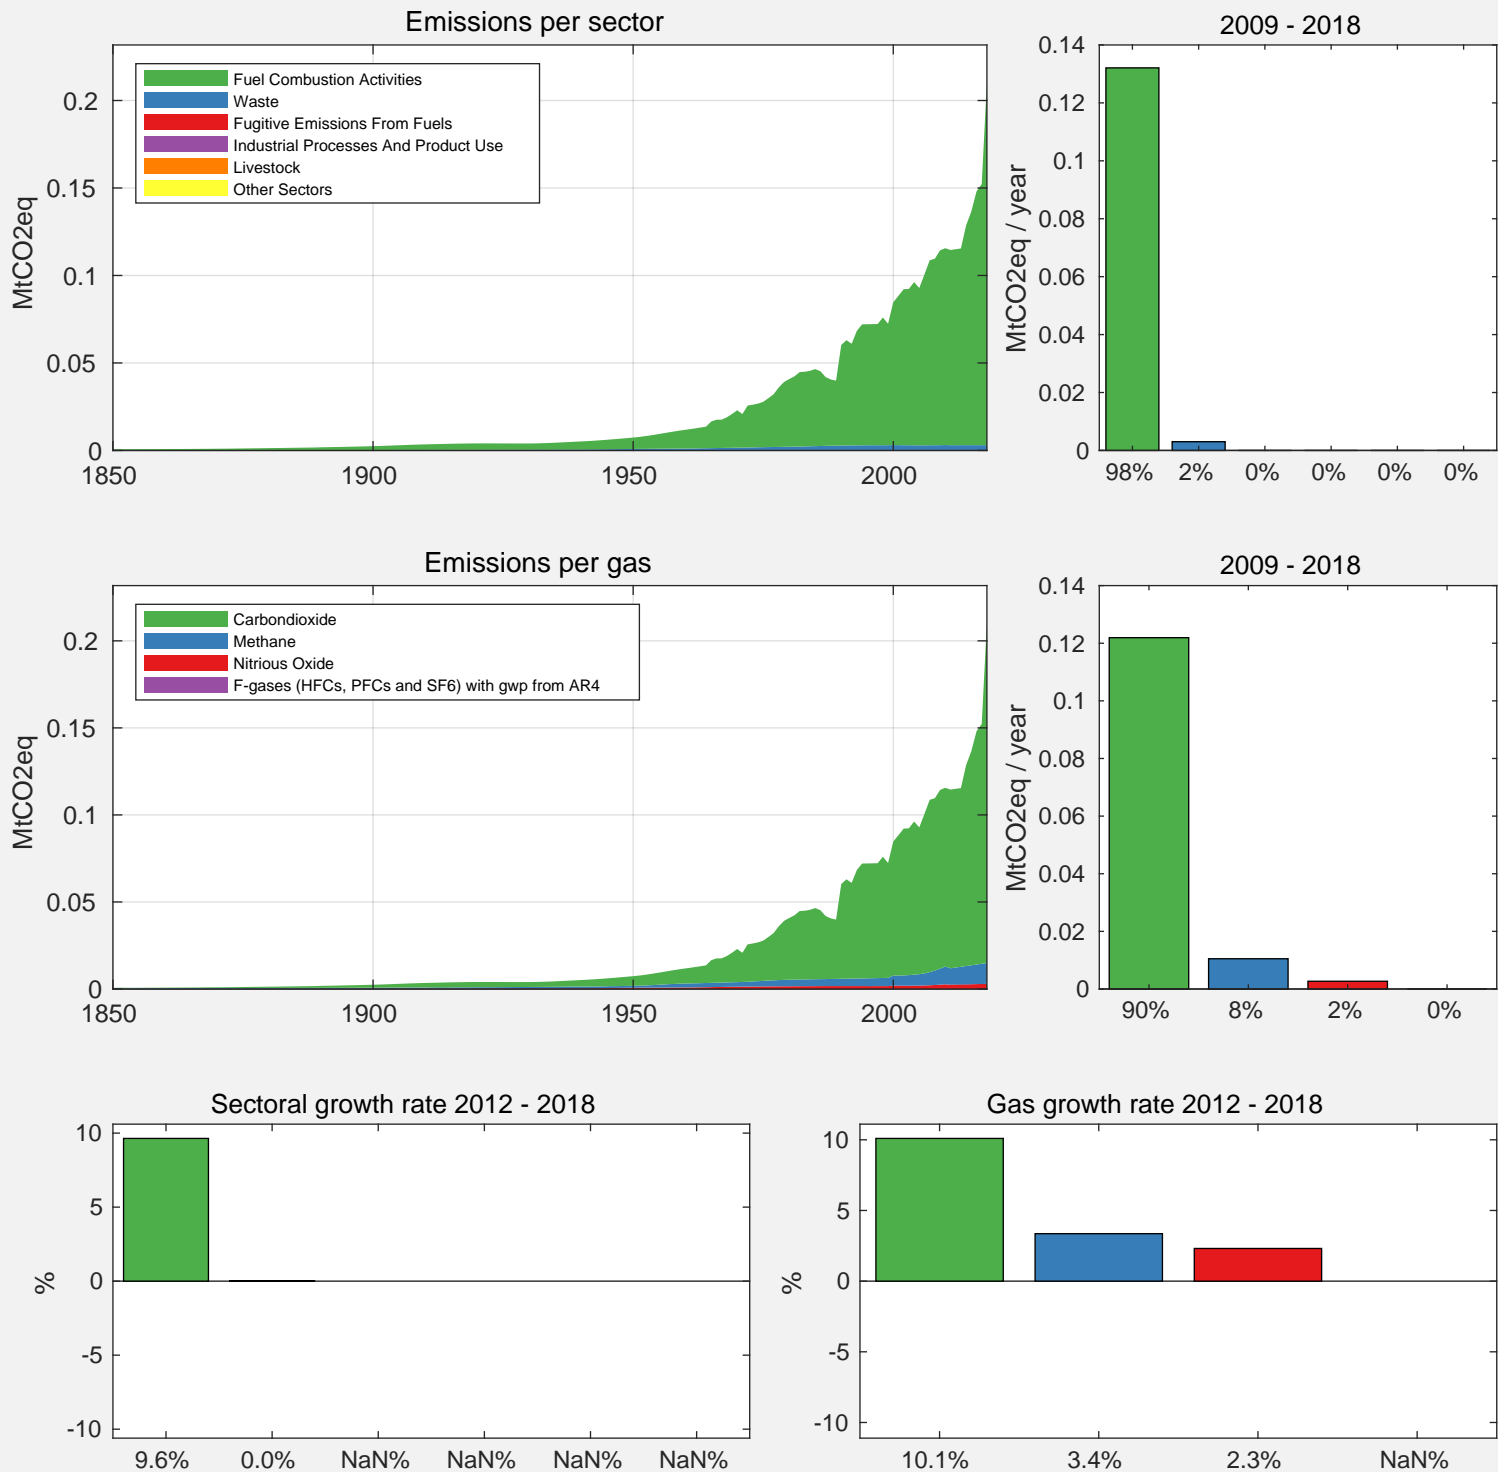 Emissions per sector
Fuel Combustion Activities
Waste
Fugitive Emissions From Fuels
Industrial Processes And Product Use
Livestock
Other Sectors
MtCO2eq
0.2
0.15
0.1
0.05
0
1850 1900 1950 2000
2009 - 2018
MtCO2eq / year
0.14
0.12
0.1
0.08
0.06
0.04
0.02
0
98% 2% 0% 0% 0% 0%
Emissions per gas
Carbondioxide
Methane
Nitrious Oxide
F-gases (HFCs, PFCs and SF6) with gwp from AR4
MtCO2eq
0.2
0.15
0.1
0.05
0
1850 1900 1950 2000
2009 - 2018
MtCO2eq / year
0.14
0.12
0.1
0.08
0.06
0.04
0.02
0
90% 8% 2% 0%
Sectoral growth rate 2012 - 2018
%
10
5
0
-5
-10
9.6% 0.0% NaN% NaN% NaN% NaN%
Gas growth rate 2012 - 2018
%
10
5
0
-5
-10
10.1% 3.4% 2.3% NaN%